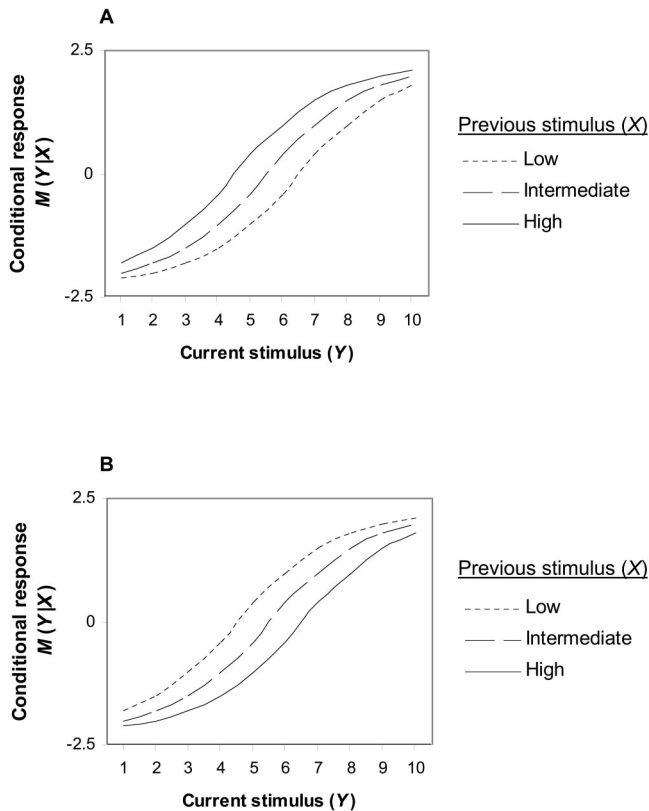 A
2.5
0
-2.5
Conditional response
M (Y|X)
1 2 3 4 5 6 7 8 9 10
Current stimulus (Y)
Previous stimulus (X)
Low
Intermediate
High
B
2.5
0
-2.5
Conditional response
M (Y|X)
1 2 3 4 5 6 7 8 9 10
Current stimulus (Y)
Previous stimulus (X)
Low
Intermediate
High